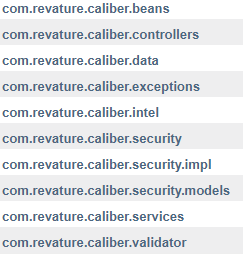 com.revature.caliber.beans
com.revature.caliber.controllers
com.revature.caliber.data
com.revature.caliber.exceptions
com.revature.caliber.intel
com.revature.caliber.security
com.revature.caliber.security.impl
com.revature.caliber.security.models
com.revature.caliber.services
com.revature.caliber.validator